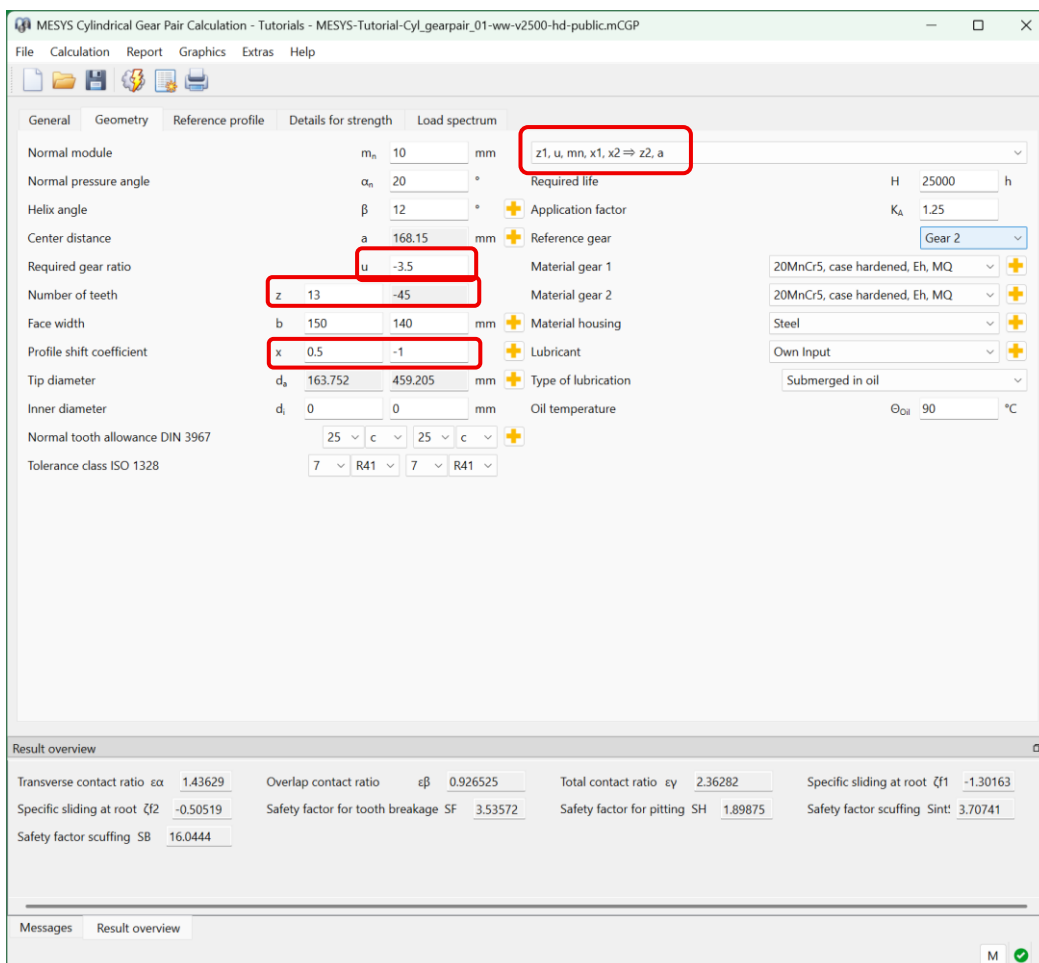 MESYS Cylindrical Gear Pair Calculation - Tutorials - MESYS-Tutorial-Cyl_gearpair_01-ww-v2500-hd-public.mCGP
File Calculation Report Graphics Extras Help
General Geometry Reference profile Details for strength Load spectrum
Normal module mn 10 mm z1, u, mn, x1, x2 ⇒ z2, a
Normal pressure angle αn 20 ° Required life H 25000 h
Helix angle β 12 ° Application factor KA 1.25
Center distance a 168.15 mm Reference gear Gear 2
Required gear ratio u -3.5 Material gear 1 20MnCr5, case hardened, Eh, MQ
Number of teeth z 13 -45 Material gear 2 20MnCr5, case hardened, Eh, MQ
Face width b 150 140 mm Material housing Steel
Profile shift coefficient x 0.5 -1 Lubricant Own Input
Tip diameter da 163.752 459.205 mm Type of lubrication Submerged in oil
Inner diameter di 0 0 mm Oil temperature ΘOil 90 °C
Normal tooth allowance DIN 3967 25 c 25 c
Tolerance class ISO 1328 7 R41 7 R41
Result overview
Transverse contact ratio εα 1.43629 Overlap contact ratio εβ 0.926525 Total contact ratio εγ 2.36282 Specific sliding at root ζf1 -1.30163
Specific sliding at root ζf2 -0.50519 Safety factor for tooth breakage SF 3.53572 Safety factor for pitting SH 1.89875 Safety factor scuffing SintS 3.70741
Safety factor scuffing SB 16.0444
Messages Result overview
M